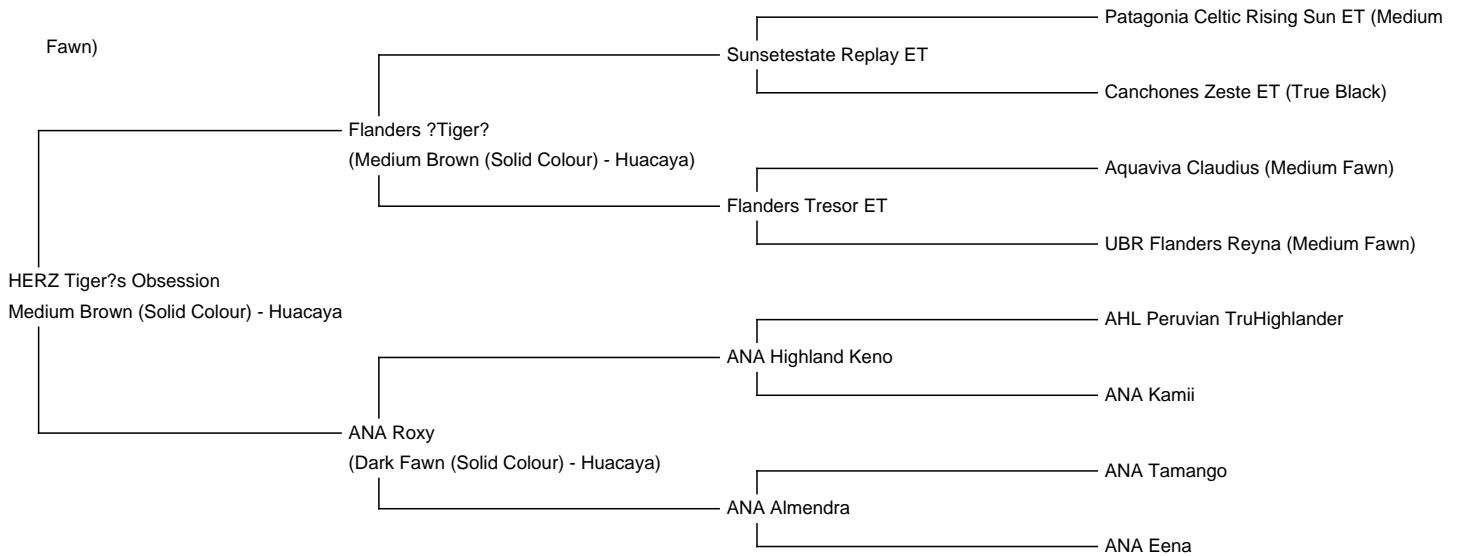 Patagonia Celtic Rising Sun ET (Medium
Fawn)
Sunsetestate Replay ET
Canchones Zeste ET (True Black)
Flanders ?Tiger?
(Medium Brown (Solid Colour) - Huacaya)
Aquaviva Claudius (Medium Fawn)
Flanders Tresor ET
UBR Flanders Reyna (Medium Fawn)
HERZ Tiger?s Obsession
Medium Brown (Solid Colour) - Huacaya
AHL Peruvian TruHighlander
ANA Highland Keno
ANA Kamii
ANA Roxy
(Dark Fawn (Solid Colour) - Huacaya)
ANA Tamango
ANA Almendra
ANA Eena